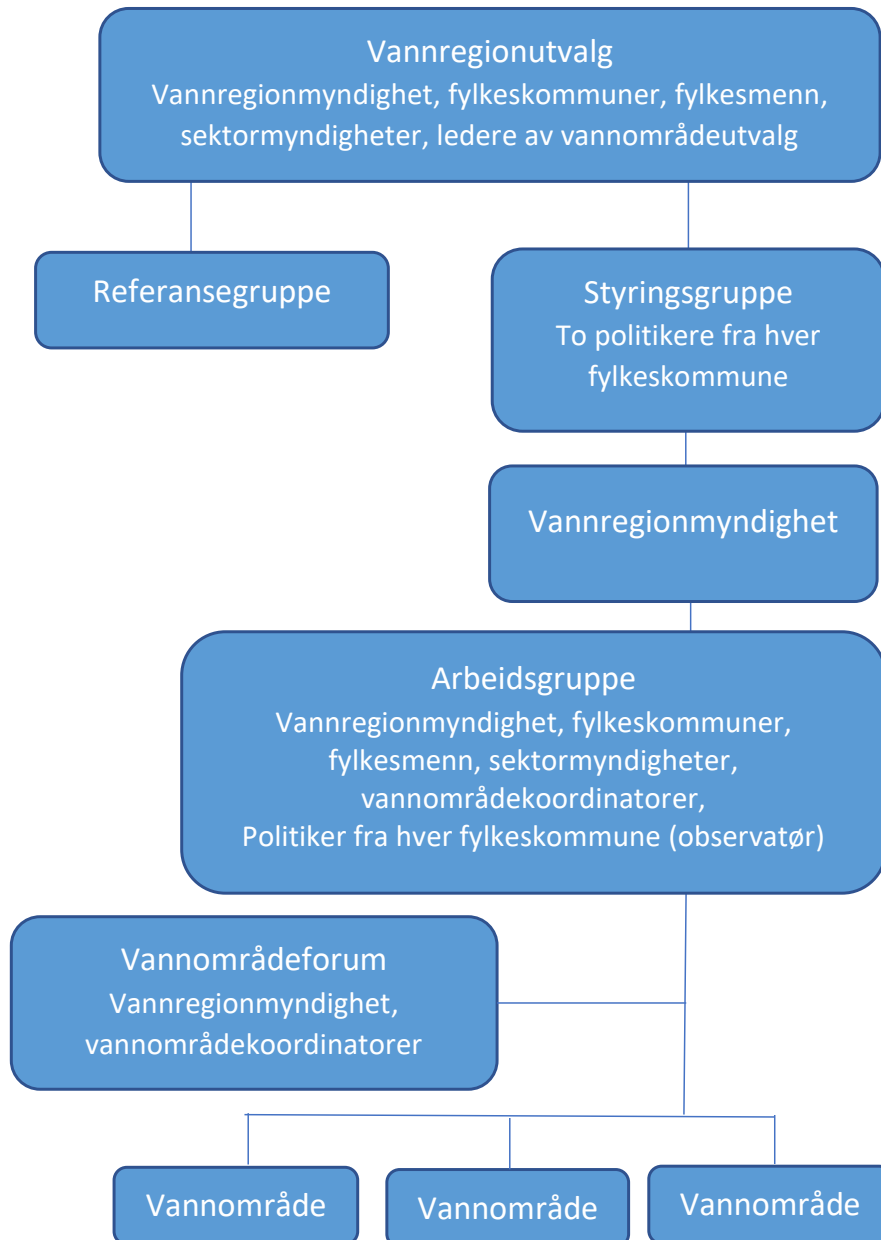 Vannregionutvalg
Vannregionmyndighet, fylkeskommuner, fylkesmenn,
sektormyndigheter, ledere av vannområdeutvalg
Referansegruppe
Styringsgruppe
To politikere fra hver
fylkeskommune
Vannregionmyndighet
Arbeidsgruppe
Vannregionmyndighet, fylkeskommuner,
fylkesmenn, sektormyndigheter,
vannområdekoordinatorer,
Politiker fra hver fylkeskommune (observatør)
Vannområdeforum
Vannregionmyndighet,
vannområdekoordinatorer
Vannområde
Vannområde
Vannområde